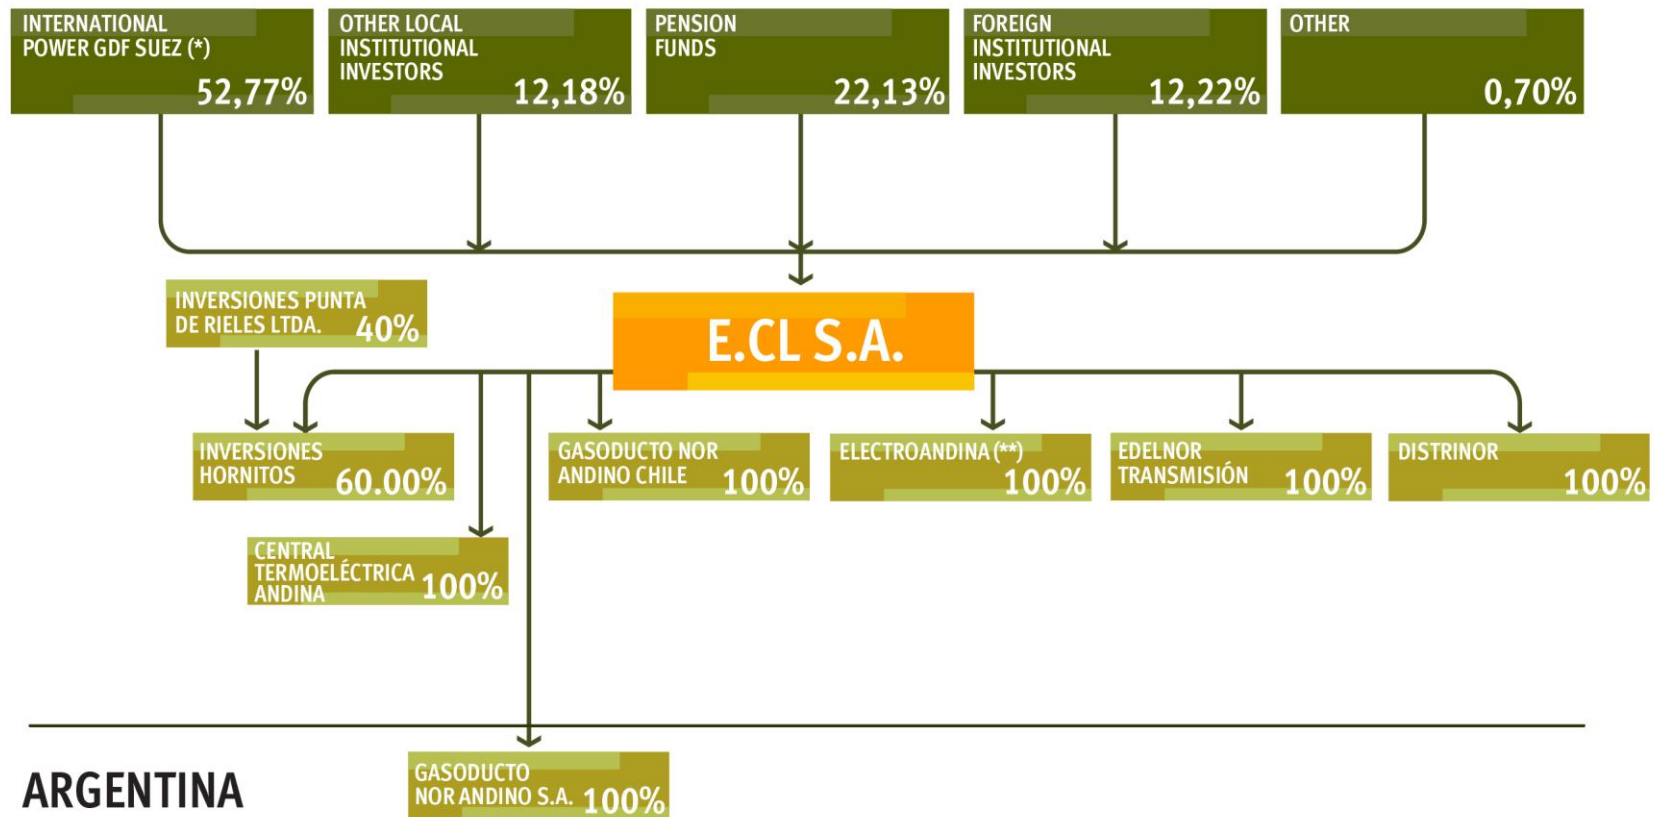 INTERNATIONAL
POWER GDF SUEZ (*)
52,77%
OTHER LOCAL
INSTITUTIONAL
INVESTORS
12,18%
PENSION
FUNDS
22,13%
FOREIGN
INSTITUTIONAL
INVESTORS
12,22%
OTHER
0,70%
INVERSIONES PUNTA
DE RIELES LTDA. 40%
E.CL S.A.
INVERSIONES
HORNITOS 60.00%
GASODUCTO NOR
ANDINO CHILE 100%
ELECTROANDINA (**)
100%
EDELNOR
TRANSMISIÓN 100%
DISTRINOR
100%
CENTRAL
TERMOELÉCTRICA
ANDINA 100%
ARGENTINA
GASODUCTO
NOR ANDINO S.A. 100%